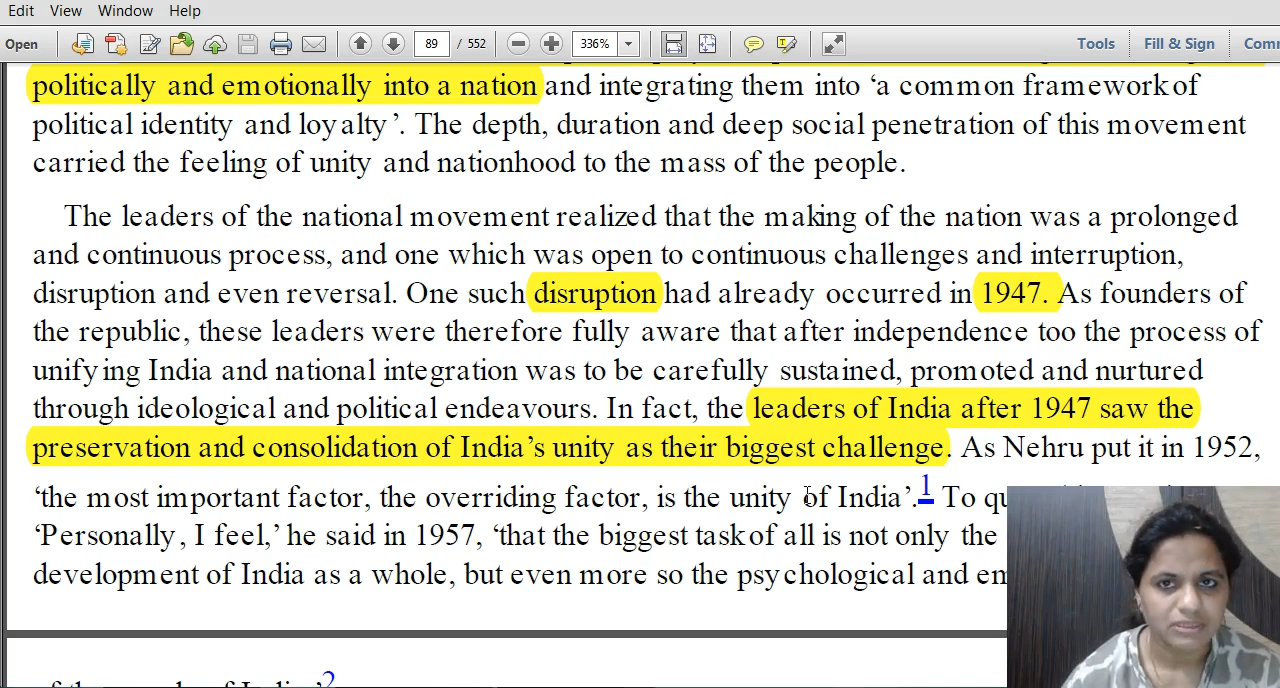 Edit View Window Help
Open 89 / 552 336% Tools Fill & Sign Comm
politically and emotionally into a nation and integrating them into ‘a common framework of
political identity and loyalty’. The depth, duration and deep social penetration of this movement
carried the feeling of unity and nationhood to the mass of the people.
The leaders of the national movement realized that the making of the nation was a prolonged
and continuous process, and one which was open to continuous challenges and interruption,
disruption and even reversal. One such disruption had already occurred in 1947. As founders of
the republic, these leaders were therefore fully aware that after independence too the process of
unifying India and national integration was to be carefully sustained, promoted and nurtured
through ideological and political endeavours. In fact, the leaders of India after 1947 saw the
preservation and consolidation of India’s unity as their biggest challenge. As Nehru put it in 1952,
‘the most important factor, the overriding factor, is the unity of India’.1 To
‘Personally, I feel,’ he said in 1957, ‘that the biggest task of all is not only the
development of India as a whole, but even more so the psychological and